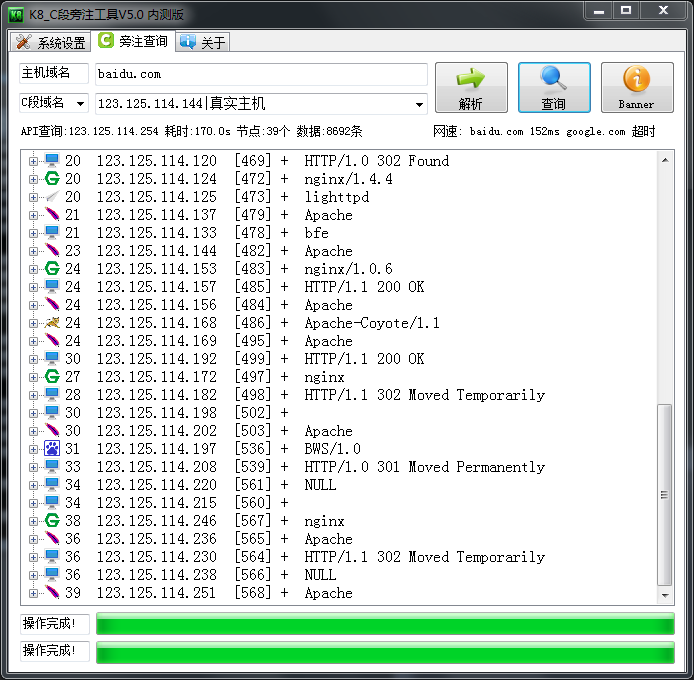 K8 K8_C段旁注工具V5.0 内测版
系统设置 C 旁注查询 关于
主机域名 baidu.com
C段域名 123.125.114.144|真实主机
解析 查询 Banner
API查询:123.125.114.254 耗时:170.0s 节点:39个 数据:8692条 网速: baidu.com 152ms google.com 超时
20 123.125.114.120 [469] + HTTP/1.0 302 Found
20 123.125.114.124 [472] + nginx/1.4.4
20 123.125.114.125 [473] + lighttpd
21 123.125.114.137 [479] + Apache
21 123.125.114.133 [478] + bfe
23 123.125.114.144 [482] + Apache
24 123.125.114.153 [483] + nginx/1.0.6
24 123.125.114.157 [485] + HTTP/1.1 200 OK
24 123.125.114.156 [484] + Apache
24 123.125.114.168 [486] + Apache-Coyote/1.1
24 123.125.114.169 [495] + Apache
30 123.125.114.192 [499] + HTTP/1.1 200 OK
27 123.125.114.172 [497] + nginx
28 123.125.114.182 [498] + HTTP/1.1 302 Moved Temporarily
30 123.125.114.198 [502] +
30 123.125.114.202 [503] + Apache
31 123.125.114.197 [536] + BWS/1.0
33 123.125.114.208 [539] + HTTP/1.0 301 Moved Permanently
34 123.125.114.220 [561] + NULL
34 123.125.114.215 [560] +
38 123.125.114.246 [567] + nginx
36 123.125.114.236 [565] + Apache
36 123.125.114.230 [564] + HTTP/1.1 302 Moved Temporarily
36 123.125.114.238 [566] + NULL
39 123.125.114.251 [568] + Apache
操作完成!
操作完成!